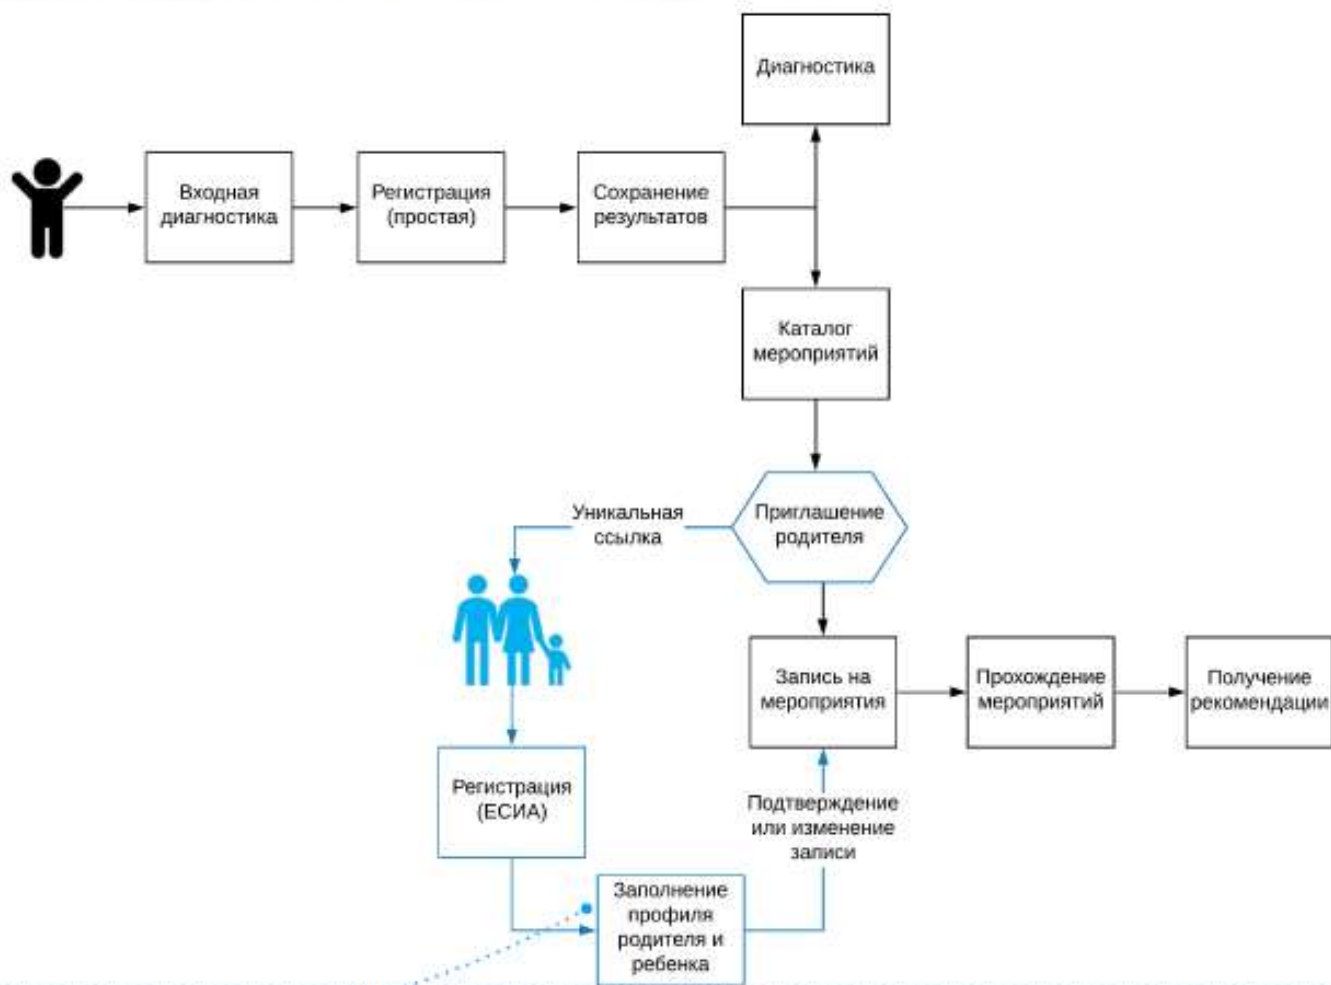 Диагностика
Входная
диагностика
Регистрация
(простая)
Сохранение
результатов
Каталог
мероприятий
Уникальная
ссылка
Приглашение
родителя
Запись на
мероприятия
Прохождение
мероприятий
Получение
рекомендации
Регистрация
(ЕСИА)
Подтверждение
или изменение
записи
Заполнение
профиля
родителя и
ребенка